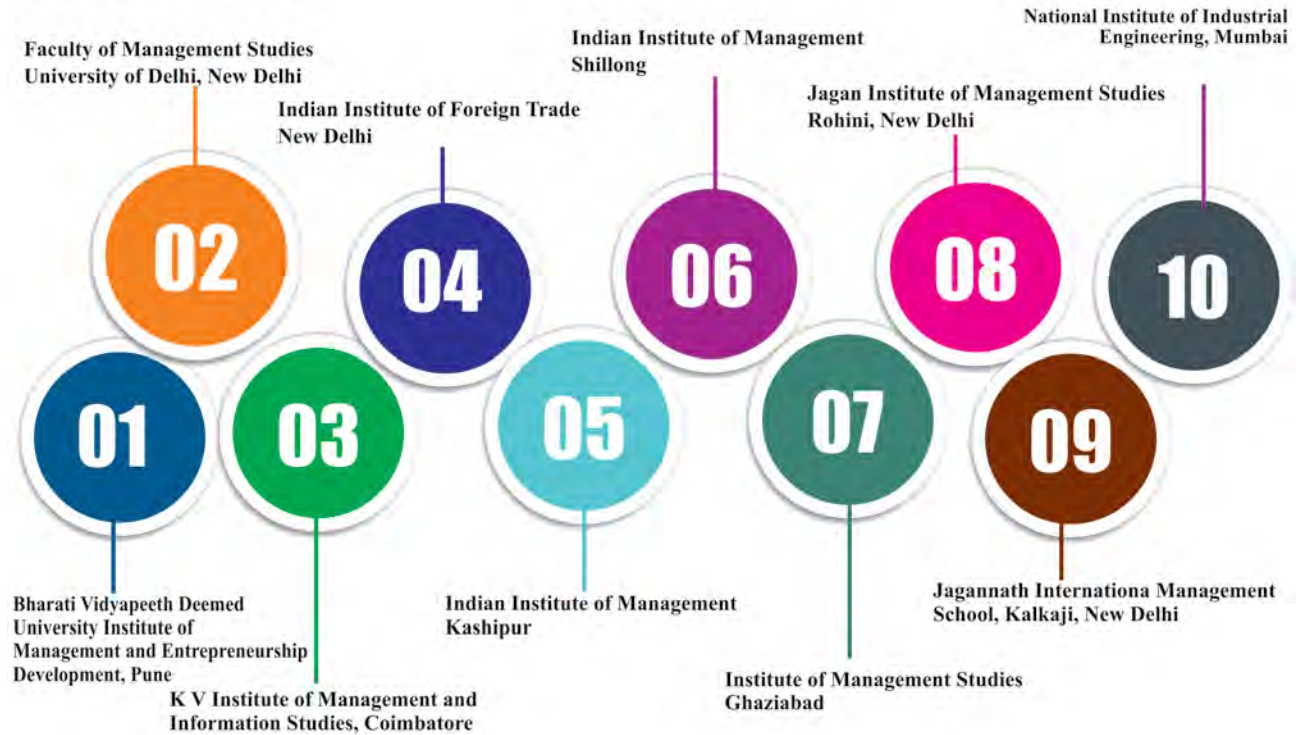 01
Bharati Vidyapeeth Deemed
University Institute of
Management and Entrepreneurship
Development, Pune
Faculty of Management Studies
University of Delhi, New Delhi
02
03
K V Institute of Management and
Information Studies, Coimbatore
Indian Institute of Foreign Trade
New Delhi
04
05
Indian Institute of Management
Kashipur
Indian Institute of Management
Shillong
06
07
Institute of Management Studies
Ghaziabad
Jagan Institute of Management Studies
Rohini, New Delhi
08
09
Jagannath Internationa Management
School, Kalkaji, New Delhi
National Institute of Industrial
Engineering, Mumbai
10